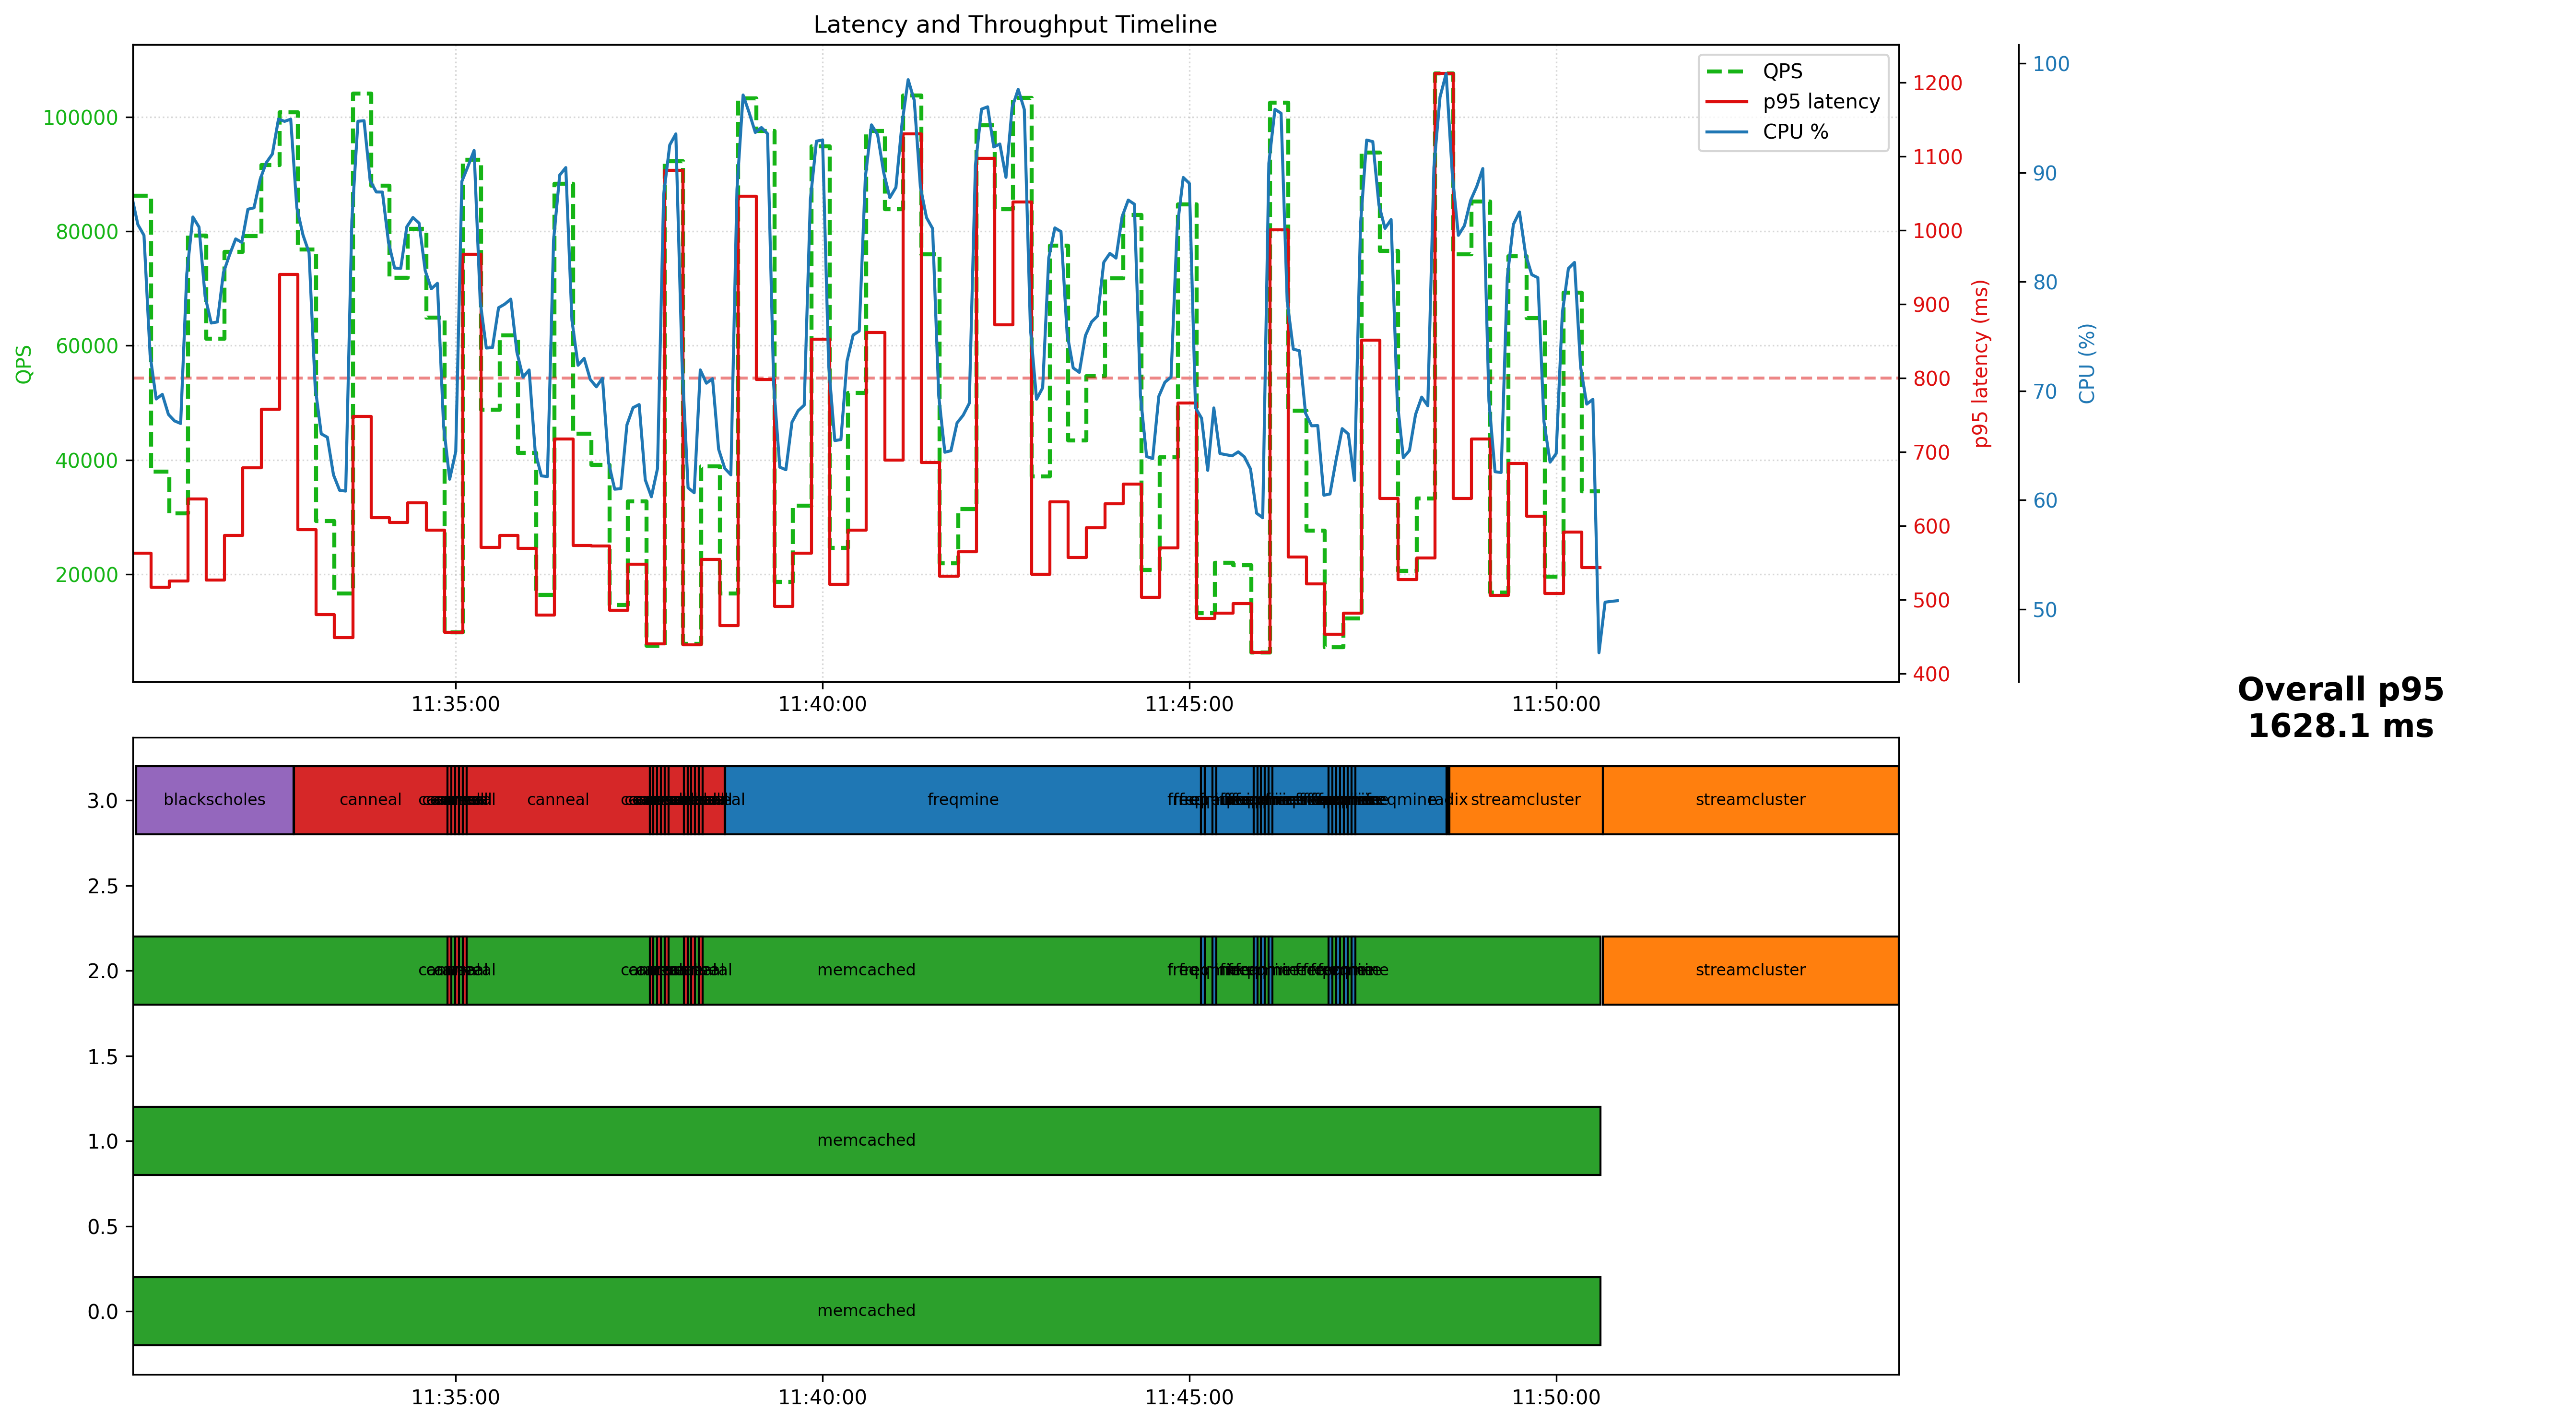 Latency and Throughput Timeline
QPS
p95 latency
CPU %
100000
80000
60000
40000
20000
QPS
1200
1100
1000
900
800
700
600
500
400
p95 latency (ms)
100
90
80
70
60
50
CPU (%)
11:35:00
11:40:00
11:45:00
11:50:00
Overall p95
1628.1 ms
3.0
blackscholes
canneal
canneal
freqmine
freqmine
radix
streamcluster
streamcluster
2.5
2.0
memcached
streamcluster
1.5
1.0
memcached
0.5
0.0
memcached
11:35:00
11:40:00
11:45:00
11:50:00